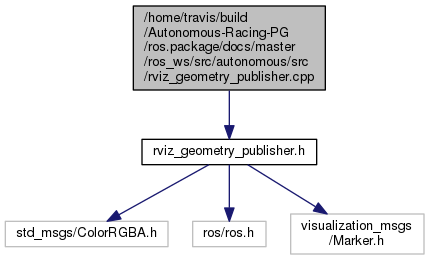 /home/travis/build
/Autonomous-Racing-PG
/ros.package/docs/master
/ros_ws/src/autonomous/src
/rviz_geometry_publisher.cpp
rviz_geometry_publisher.h
std_msgs/ColorRGBA.h
ros/ros.h
visualization_msgs
/Marker.h